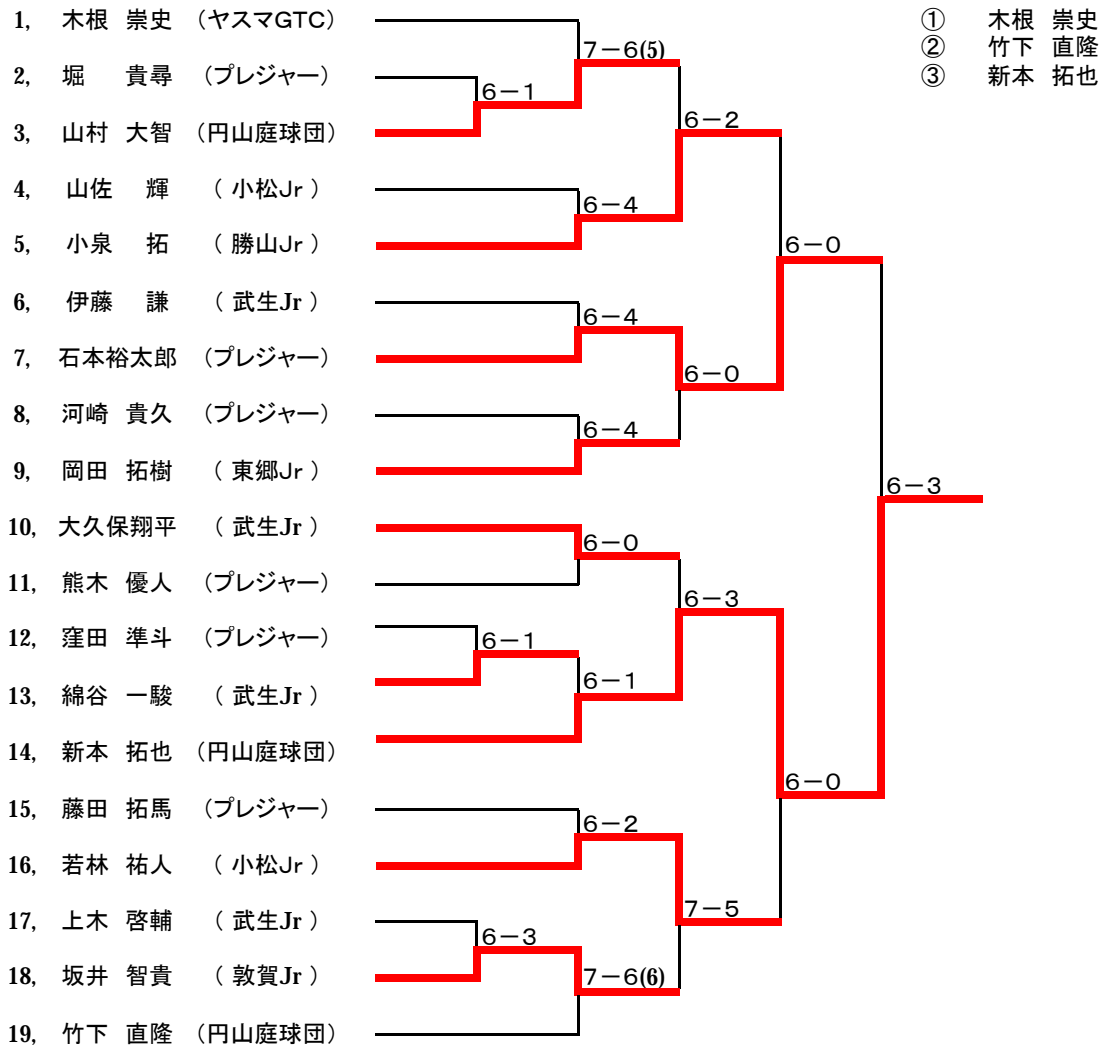 1, 木根 崇史 (ヤスマGTC) ① 木根 崇史
7－6(5) ② 竹下 直隆
2, 堀 貴尋 (プレジャー) ③ 新本 拓也
6－1
3, 山村 大智 (円山庭球団) 6－2
4, 山佐 輝 ( 小松Jr )
6－4
5, 小泉 拓 ( 勝山Jr ) 6－0
6, 伊藤 謙 ( 武生Jr )
6－4
7, 石本裕太郎 (プレジャー)
6－0
8, 河崎 貴久 (プレジャー)
6－4
9, 岡田 拓樹 ( 東郷Jr )
6－3
10, 大久保翔平 ( 武生Jr )
6－0
11, 熊木 優人 (プレジャー)
6－3
12, 窪田 準斗 (プレジャー) 6－1
13, 綿谷 一駿 ( 武生Jr ) 6－1
14, 新本 拓也 (円山庭球団)
6－0
15, 藤田 拓馬 (プレジャー)
6－2
16, 若林 祐人 ( 小松Jr )
7－5
17, 上木 啓輔 ( 武生Jr )
6－3
18, 坂井 智貴 ( 敦賀Jr ) 7－6(6)
19, 竹下 直隆 (円山庭球団)